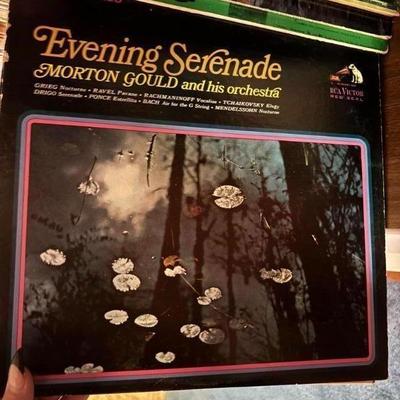 Evening Serenade
MORTON GOULD and his orchestra
GRIEG Nocturne • RAVEL Pavane • RACHMANINOFF Vocalise • TCHAIKOVSKY Elegy
DRIGO Serenade • PONCE Estrellita • BACH Air for the G String • MENDELSSOHN Nocturne
RCA VICTOR
RED SEAL